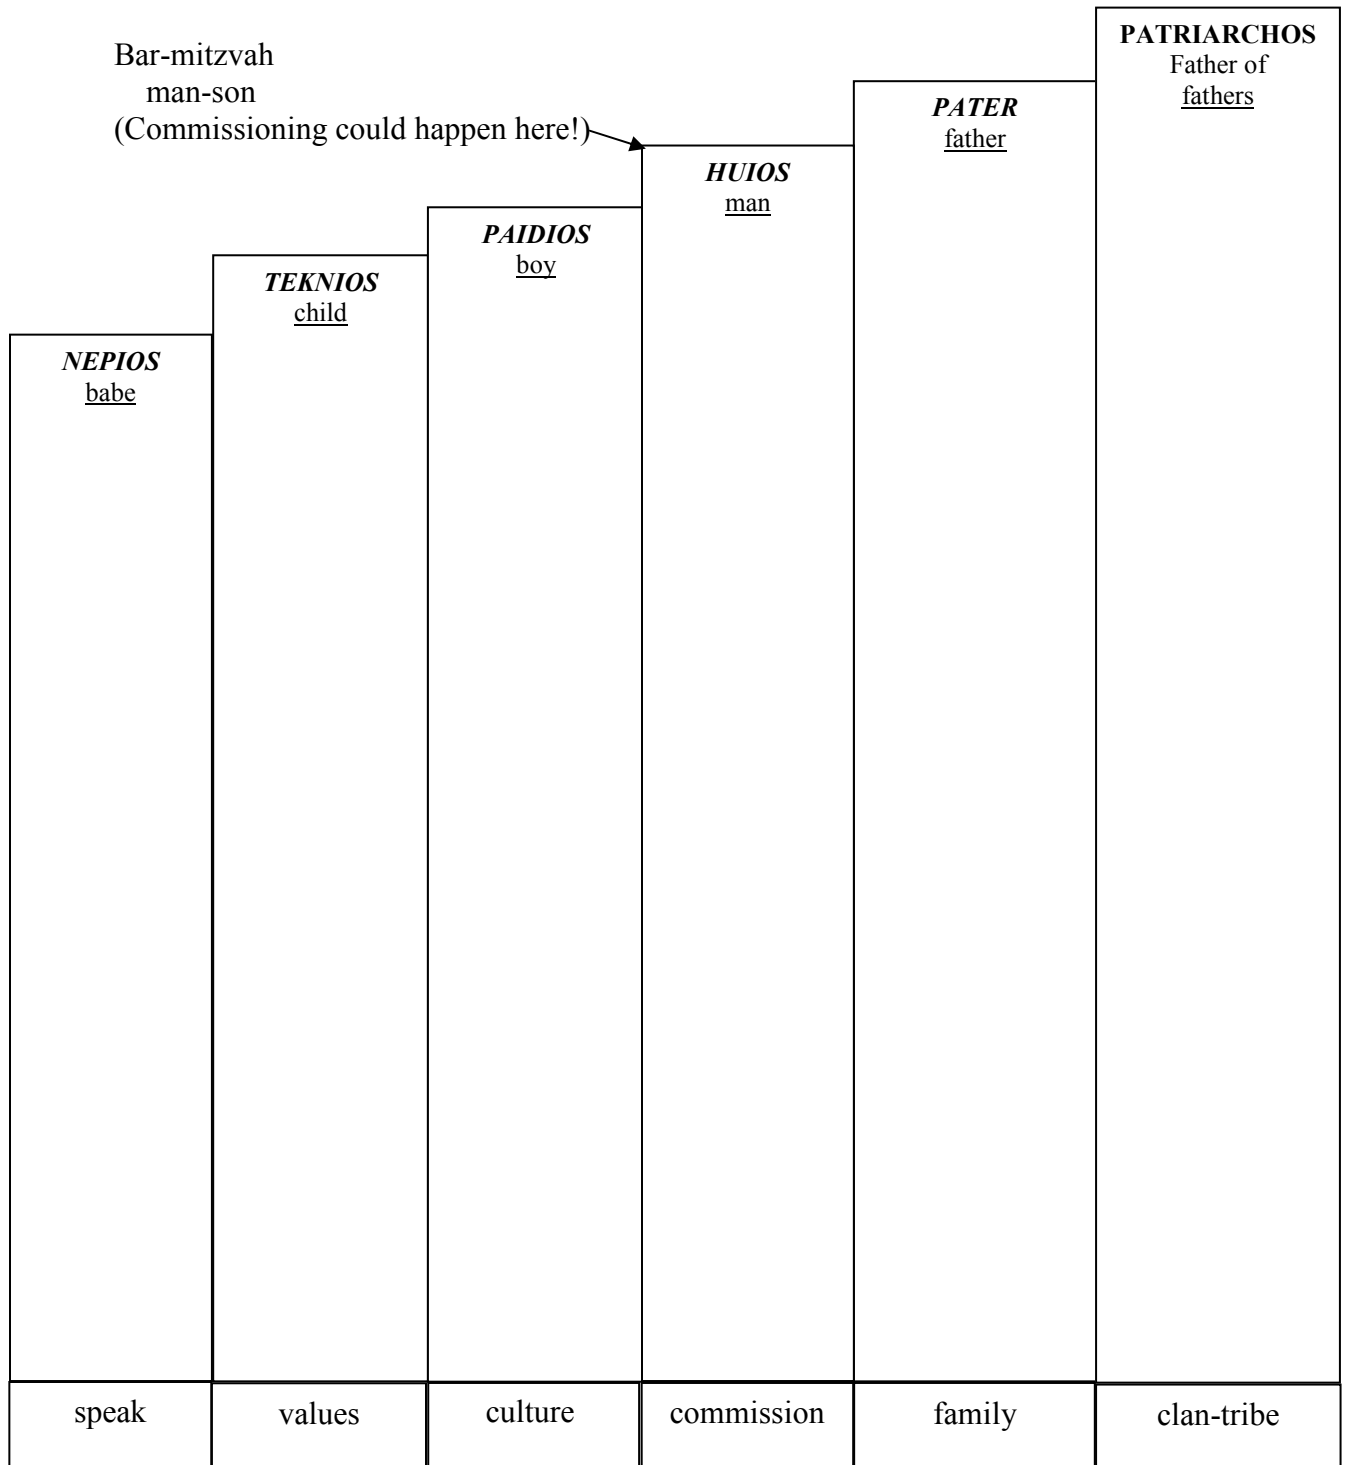 Bar-mitzvah
man-son
(Commissioning could happen here!)
PATRIARCHOS
Father of
fathers
PATER
father
HUIOS
man
PAIDIOS
boy
TEKNIOS
child
NEPIOS
babe
speak
values
culture
commission
family
clan-tribe